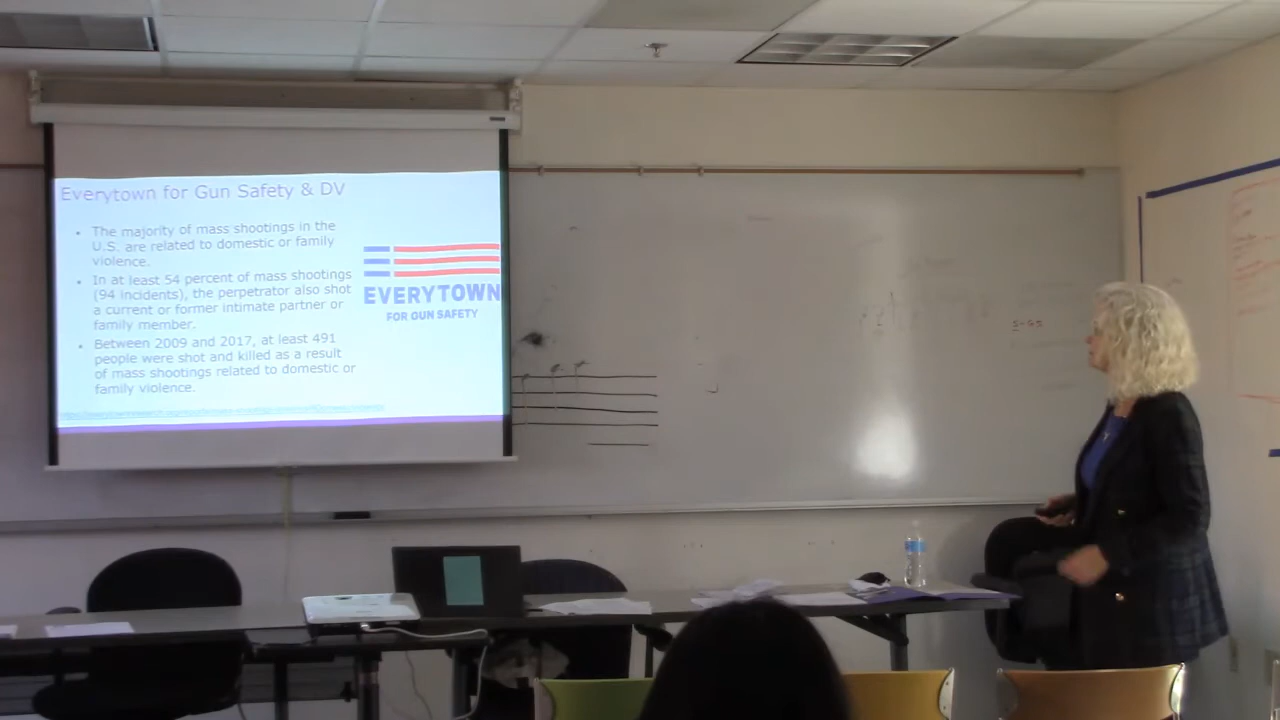 Everytown for Gun Safety & DV
• The majority of mass shootings in the
U.S. are related to domestic or family
violence.
• In at least 54 percent of mass shootings
(94 incidents), the perpetrator also shot
a current or former intimate partner or
family member.
• Between 2009 and 2017, at least 491
people were shot and killed as a result
of mass shootings related to domestic or
family violence.
EVERYTOWN
FOR GUN SAFETY